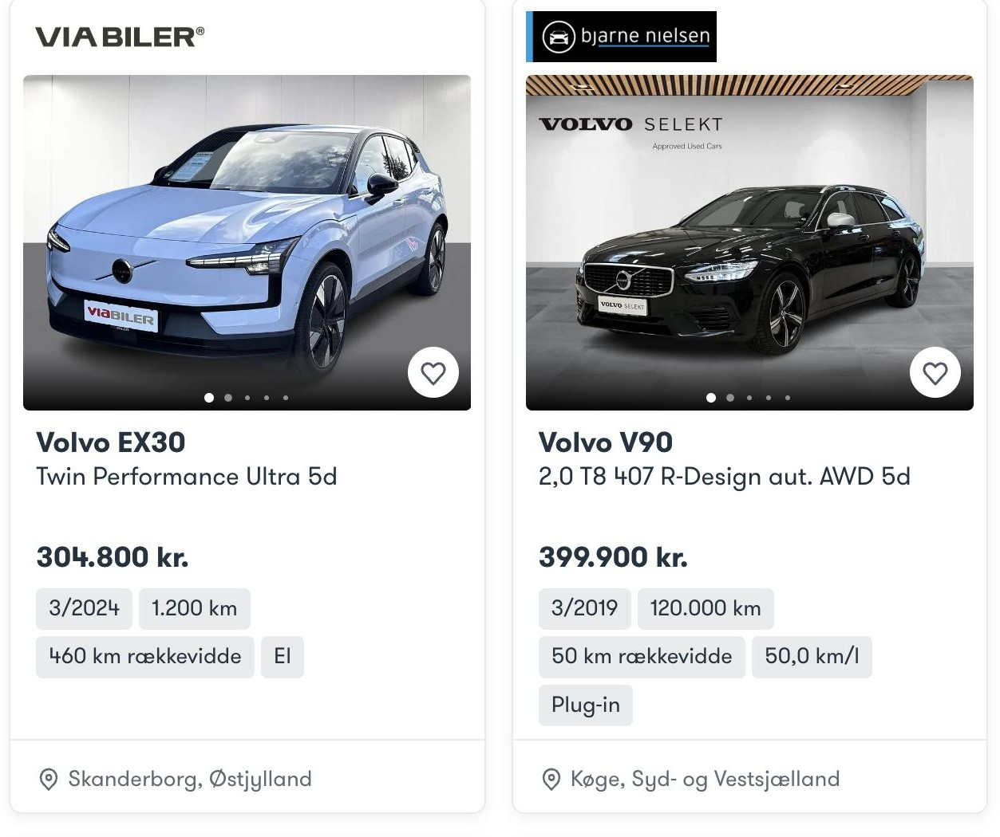 VIA BILER®
viaBILER
Volvo EX30
Twin Performance Ultra 5d
304.800 kr.
3/2024
1.200 km
460 km rækkevidde
El
Skanderborg, Østjylland
bjarne nielsen
VOLVO SELEKT
Approved Used Cars
VOLVO SELEKT
Volvo V90
2,0 T8 407 R-Design aut. AWD 5d
399.900 kr.
3/2019
120.000 km
50 km rækkevidde
50,0 km/l
Plug-in
Køge, Syd- og Vestsjælland